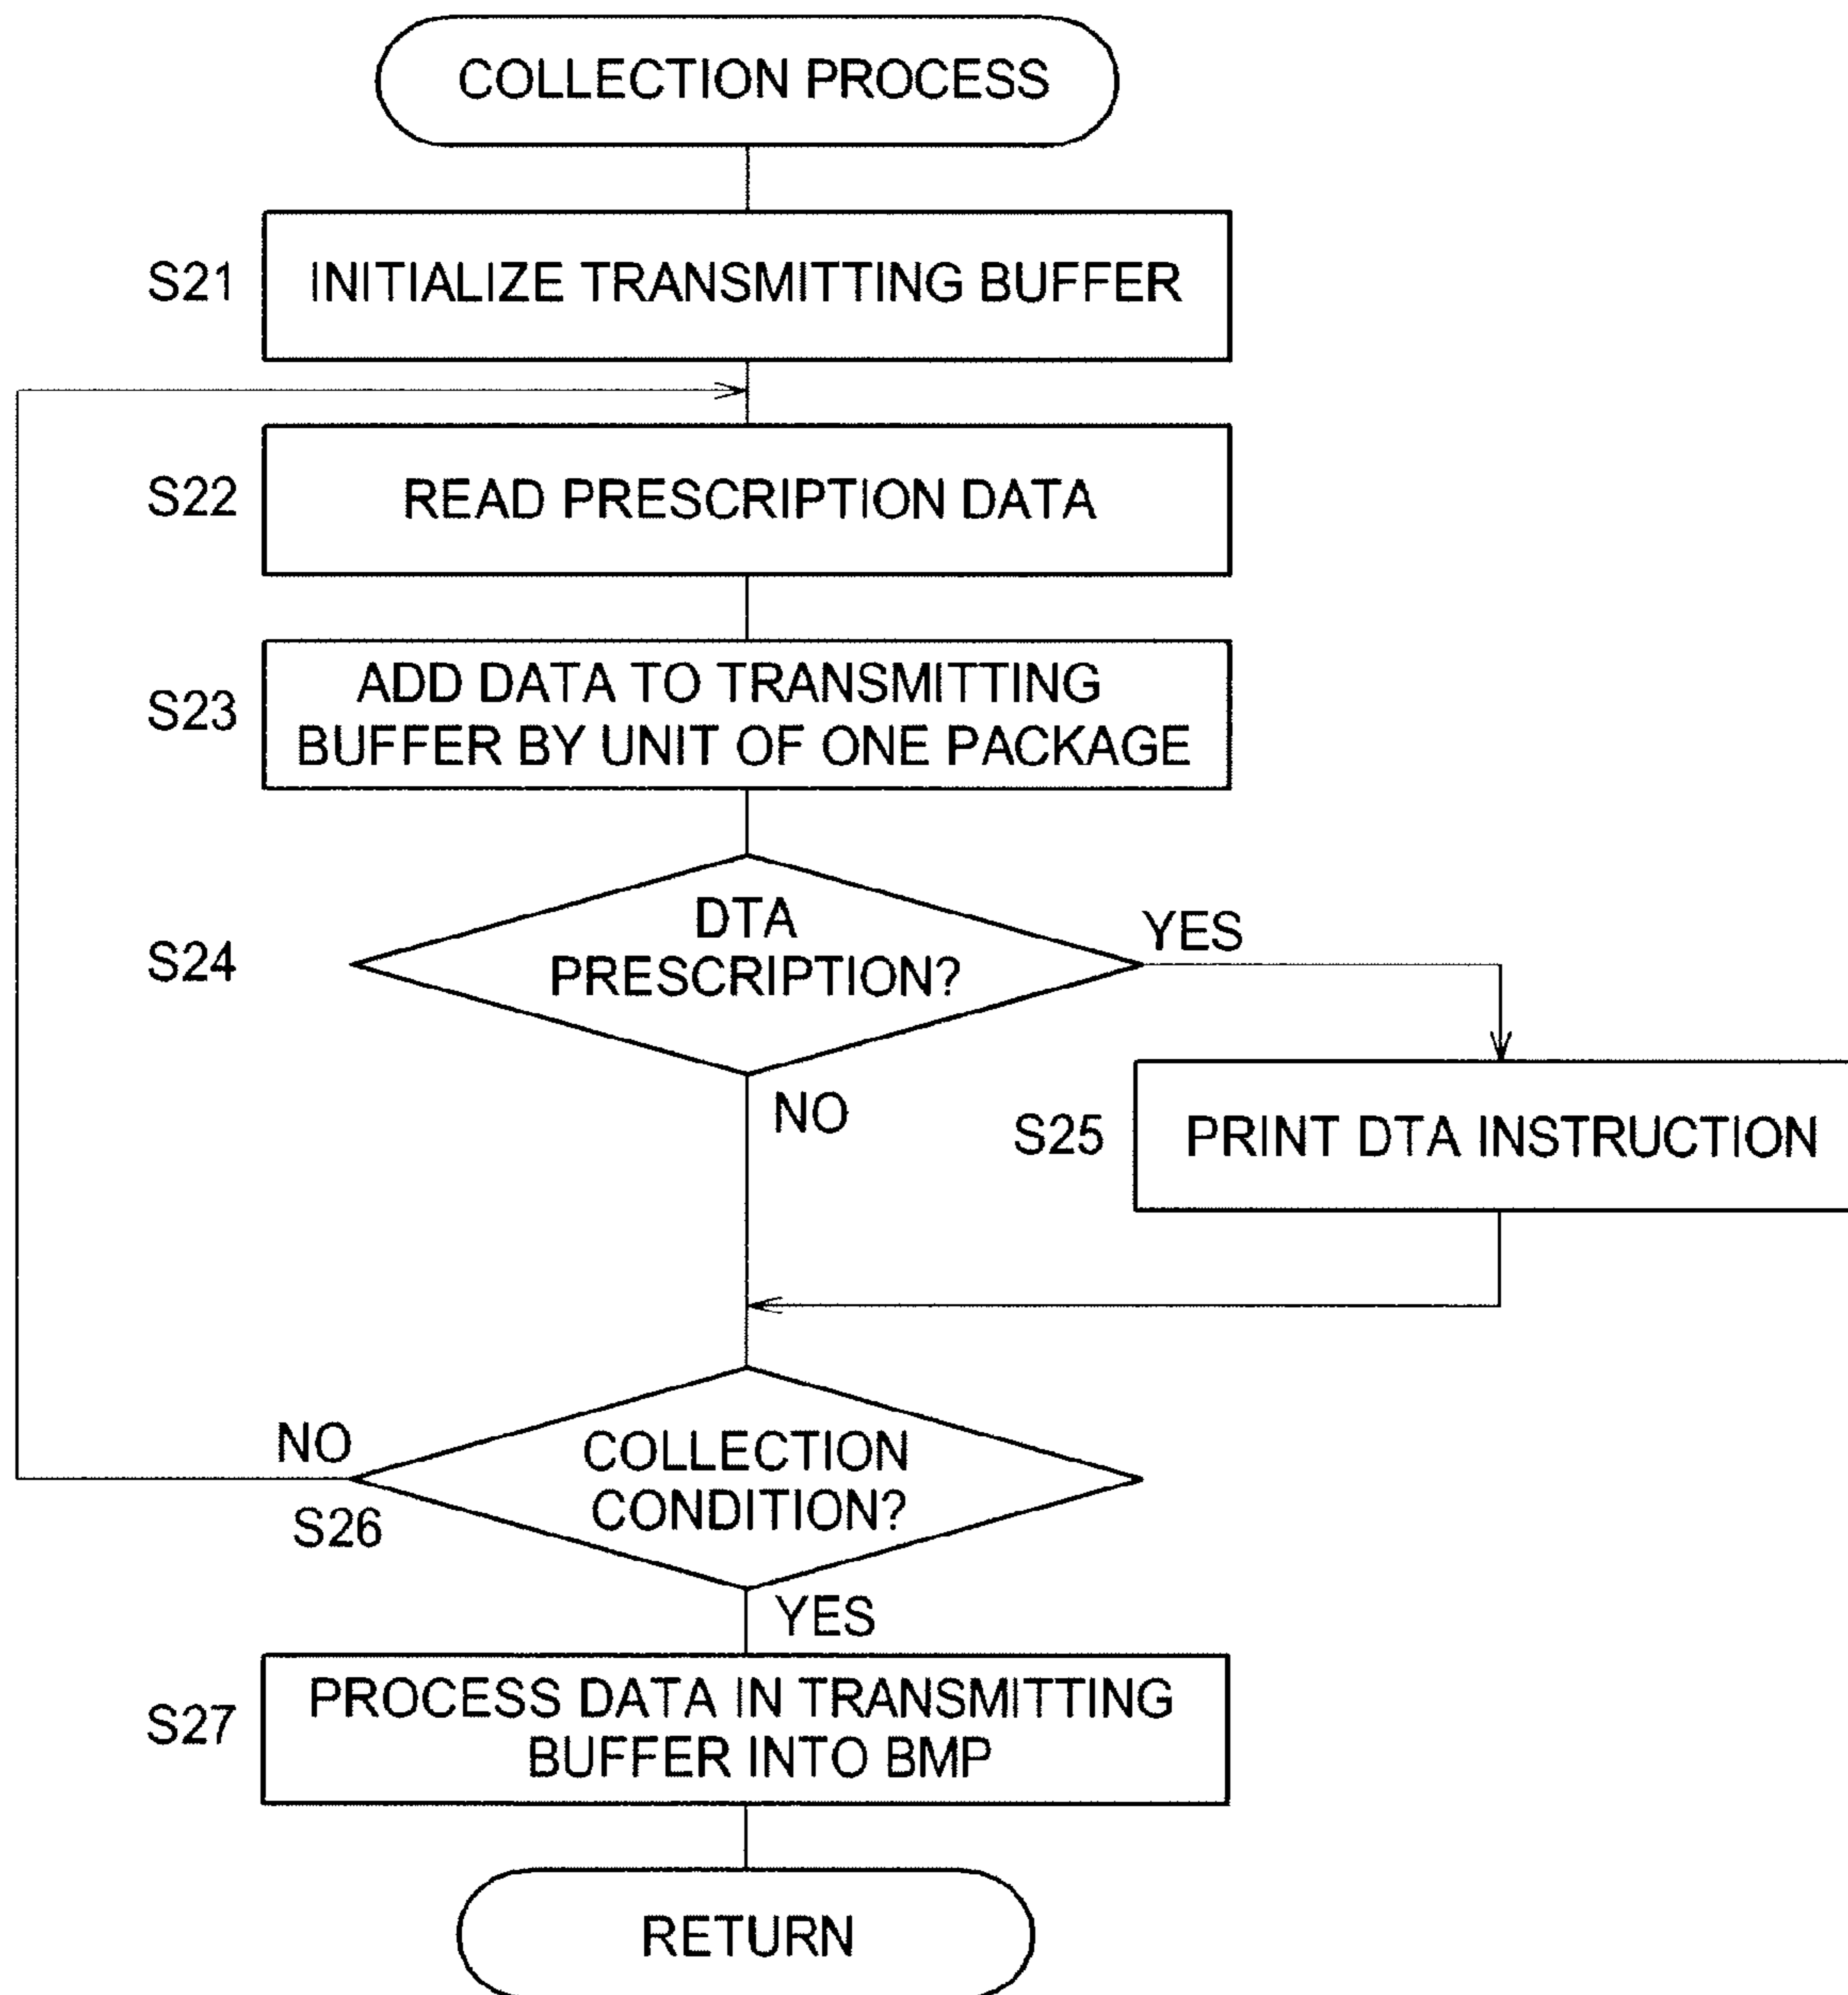 COLLECTION PROCESS
S21
INITIALIZE TRANSMITTING BUFFER
S22
READ PRESCRIPTION DATA
S23
ADD DATA TO TRANSMITTING
BUFFER BY UNIT OF ONE PACKAGE
S24
DTA
PRESCRIPTION?
YES
NO
S25
PRINT DTA INSTRUCTION
NO
S26
COLLECTION
CONDITION?
YES
S27
PROCESS DATA IN TRANSMITTING
BUFFER INTO BMP
RETURN